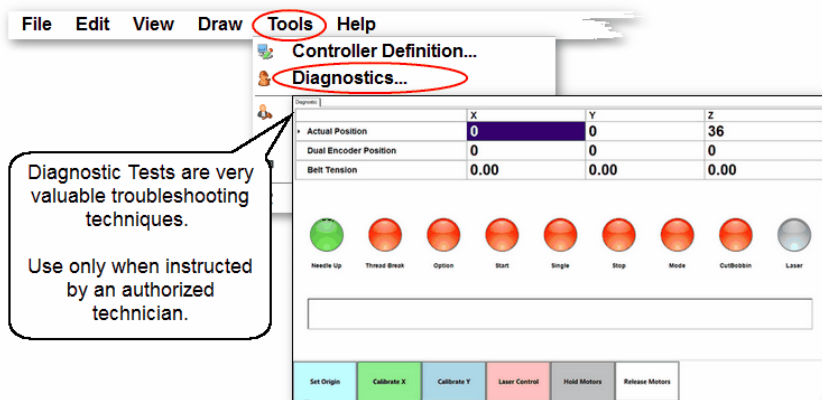 File Edit View Draw Tools Help
Controller Definition...
Diagnostics...
Diagnostic
X Y Z
Actual Position 0 0 36
Dual Encoder Position 0 0 0
Belt Tension 0.00 0.00 0.00
Diagnostic Tests are very
valuable troubleshooting
techniques.
Use only when instructed
by an authorized
technician.
Needle Up Thread Break Option Start Single Stop Mode CutBobbin Laser
Set Origin Calibrate X Calibrate Y Laser Control Hold Motors Release Motors